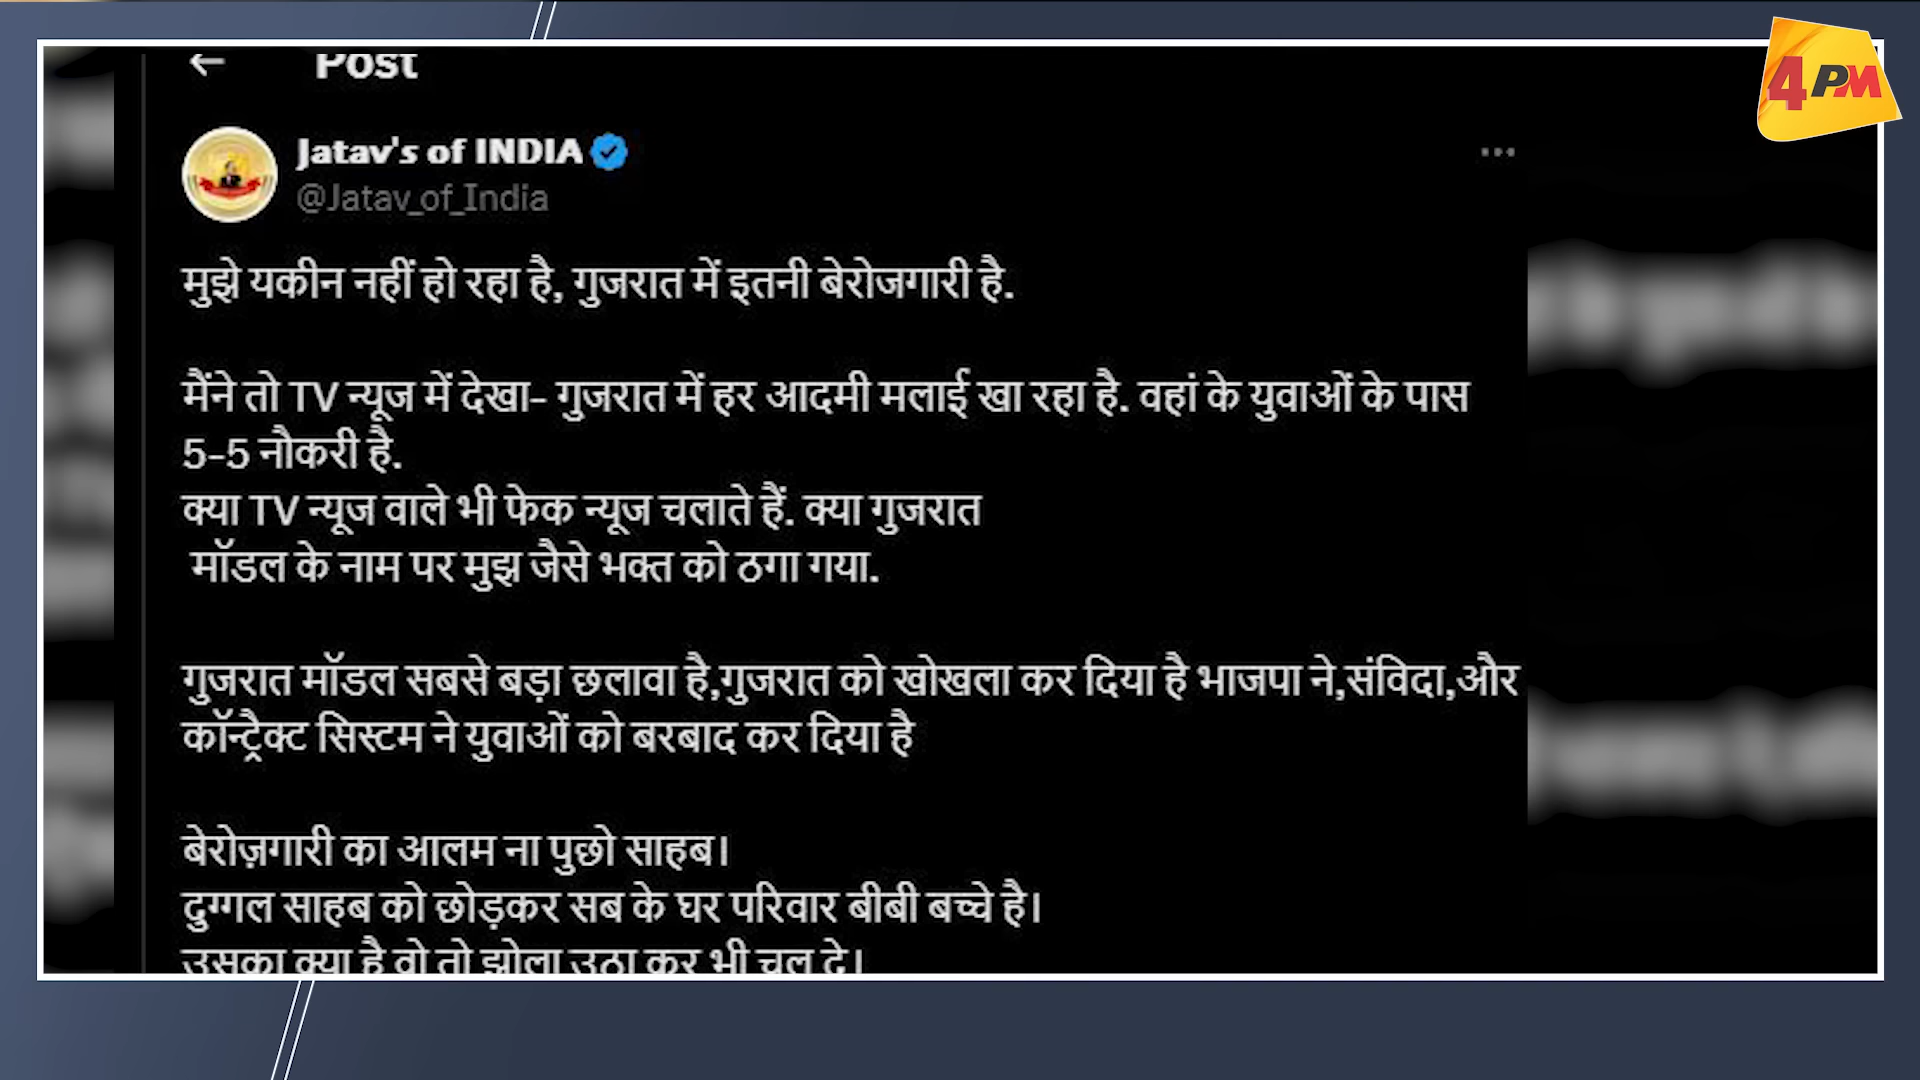 4PM
Post
Jatav's of INDIA
@Jatav_of_India
मुझे यकीन नहीं हो रहा है, गुजरात में इतनी बेरोजगारी है.
मैंने तो TV न्यूज में देखा- गुजरात में हर आदमी मलाई खा रहा है. वहां के युवाओं के पास
5-5 नौकरी है.
क्या TV न्यूज वाले भी फेक न्यूज चलाते हैं. क्या गुजरात
मॉडल के नाम पर मुझ जैसे भक्त को ठगा गया.
गुजरात मॉडल सबसे बड़ा छलावा है,गुजरात को खोखला कर दिया है भाजपा ने,संविदा,और
कॉन्ट्रैक्ट सिस्टम ने युवाओं को बरबाद कर दिया है
बेरोज़गारी का आलम ना पुछो साहब।
दुग्गल साहब को छोड़कर सब के घर परिवार बीबी बच्चे है।
उसका क्या है वो तो झोला उठा कर भी चल दे।